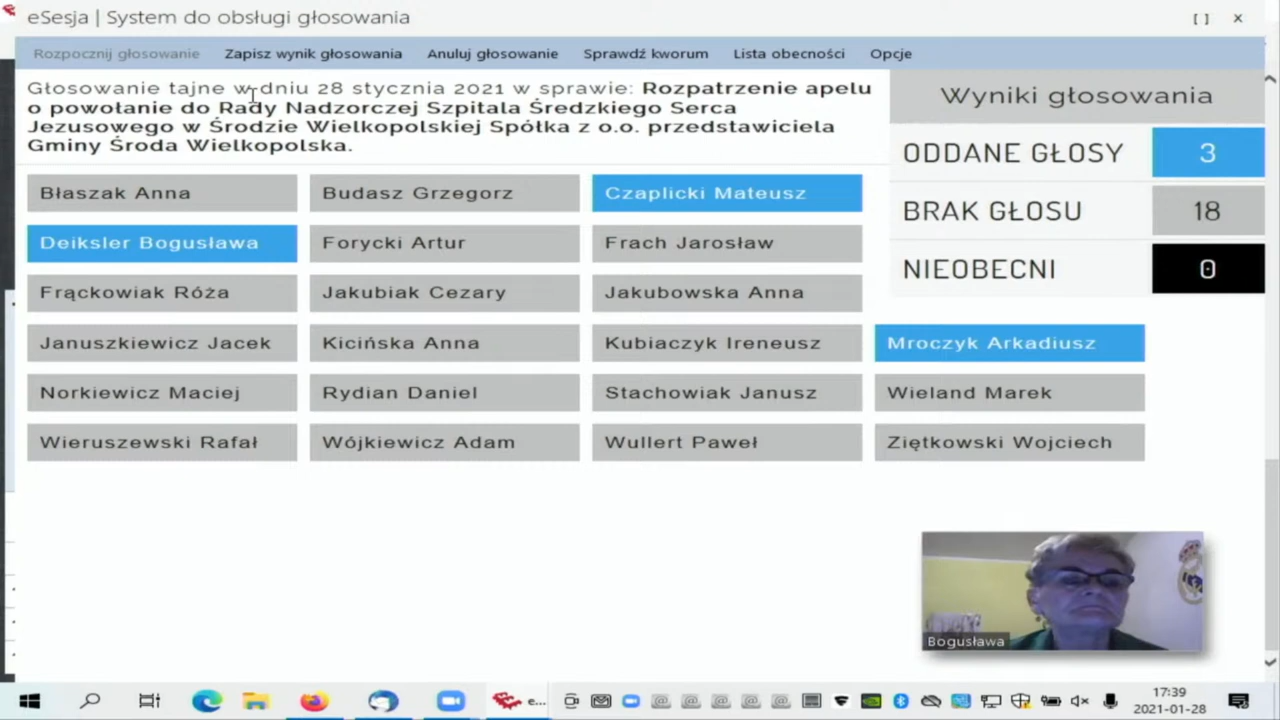 eSesja | System do obsługi głosowania
Rozpocznij głosowanie Zapisz wynik głosowania Anuluj głosowanie Sprawdź kworum Lista obecności Opcje
Głosowanie tajne w dniu 28 stycznia 2021 w sprawie: Rozpatrzenie apelu
o powołanie do Rady Nadzorczej Szpitala Średzkiego Serca
Jezusowego w Środzie Wielkopolskiej Spółka z o.o. przedstawiciela
Gminy Środa Wielkopolska.
Wyniki głosowania
ODDANE GŁOSY 3
BRAK GŁOSU 18
NIEOBECNI 0
Błaszak Anna Budasz Grzegorz Czaplicki Mateusz
Deiksler Bogusława Forycki Artur Frach Jarosław
Frąckowiak Róża Jakubiak Cezary Jakubowska Anna
Januszkiewicz Jacek Kicińska Anna Kubiaczyk Ireneusz Mroczyk Arkadiusz
Norkiewicz Maciej Rydian Daniel Stachowiak Janusz Wieland Marek
Wieruszewski Rafał Wójkiewicz Adam Wullert Paweł Ziętkowski Wojciech
Bogusława
e...
17:39
2021-01-28